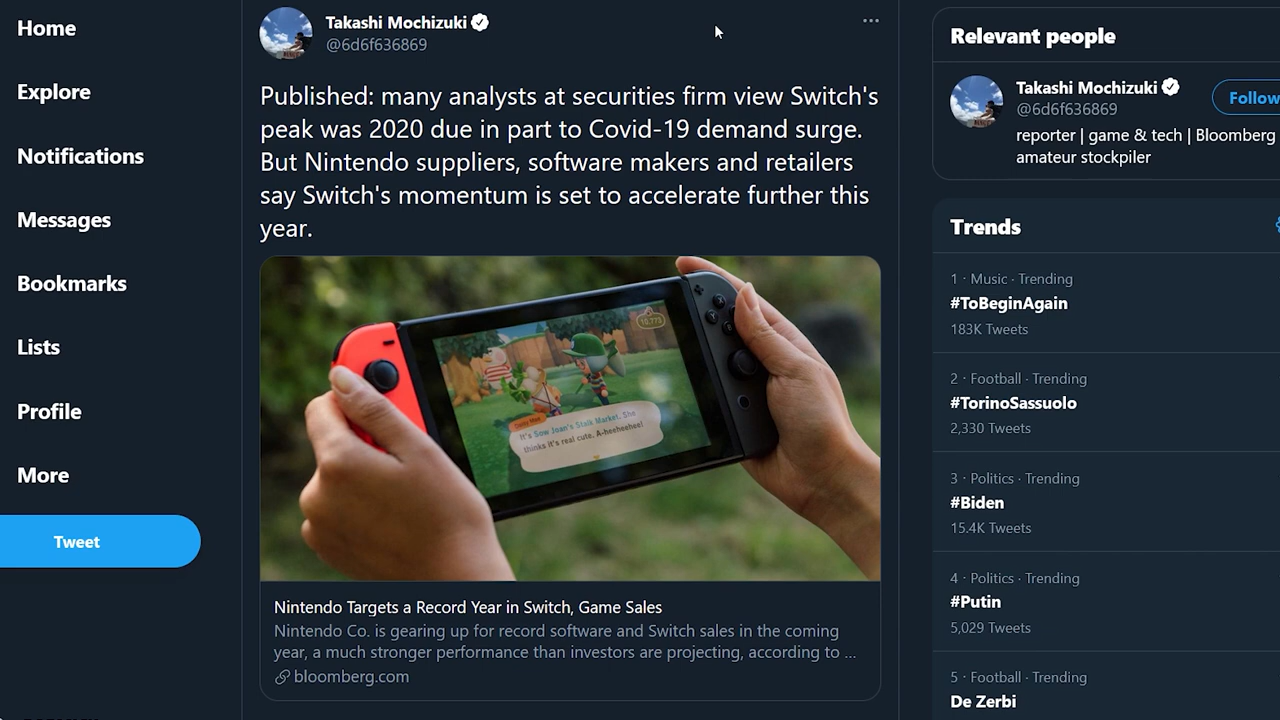 Home
Explore
Notifications
Messages
Bookmarks
Lists
Profile
More
Tweet
Takashi Mochizuki
@6d6f636869
Published: many analysts at securities firm view Switch's
peak was 2020 due in part to Covid-19 demand surge.
But Nintendo suppliers, software makers and retailers
say Switch's momentum is set to accelerate further this
year.
10,773
Daisy Mae
It's Sow Joan's Stalk Market. She
thinks it's real cute. A-heeheehee!
Nintendo Targets a Record Year in Switch, Game Sales
Nintendo Co. is gearing up for record software and Switch sales in the coming
year, a much stronger performance than investors are projecting, according to ...
bloomberg.com
Relevant people
Takashi Mochizuki
@6d6f636869
Follow
reporter | game & tech | Bloomberg
amateur stockpiler
Trends
1 · Music · Trending
#ToBeginAgain
183K Tweets
2 · Football · Trending
#TorinoSassuolo
2,330 Tweets
3 · Politics · Trending
#Biden
15.4K Tweets
4 · Politics · Trending
#Putin
5,029 Tweets
5 · Football · Trending
De Zerbi